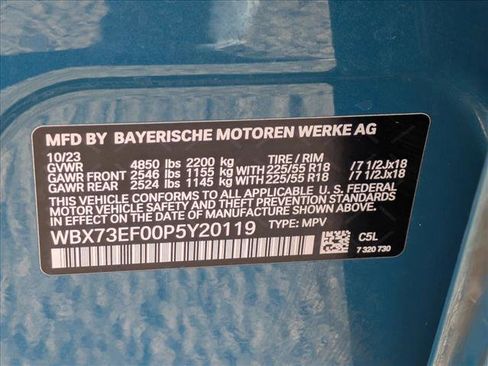 MFD BY BAYERISCHE MOTOREN WERKE AG
10/23
GVWR 4850 lbs 2200 kg TIRE / RIM
GAWR FRONT 2546 lbs 1155 kg WITH 225/55 R18 /7 1/2Jx18
GAWR REAR 2524 lbs 1145 kg WITH 225/55 R18 /7 1/2Jx18
THIS VEHICLE CONFORMS TO ALL APPLICABLE U.S. FEDERAL
MOTOR VEHICLE SAFETY, BUMPER AND THEFT PREVENTION STANDARDS
IN EFFECT ON THE DATE OF MANUFACTURE SHOWN ABOVE.
WBX73EF00P5Y20119 TYPE: MPV
C5L
7 320 730